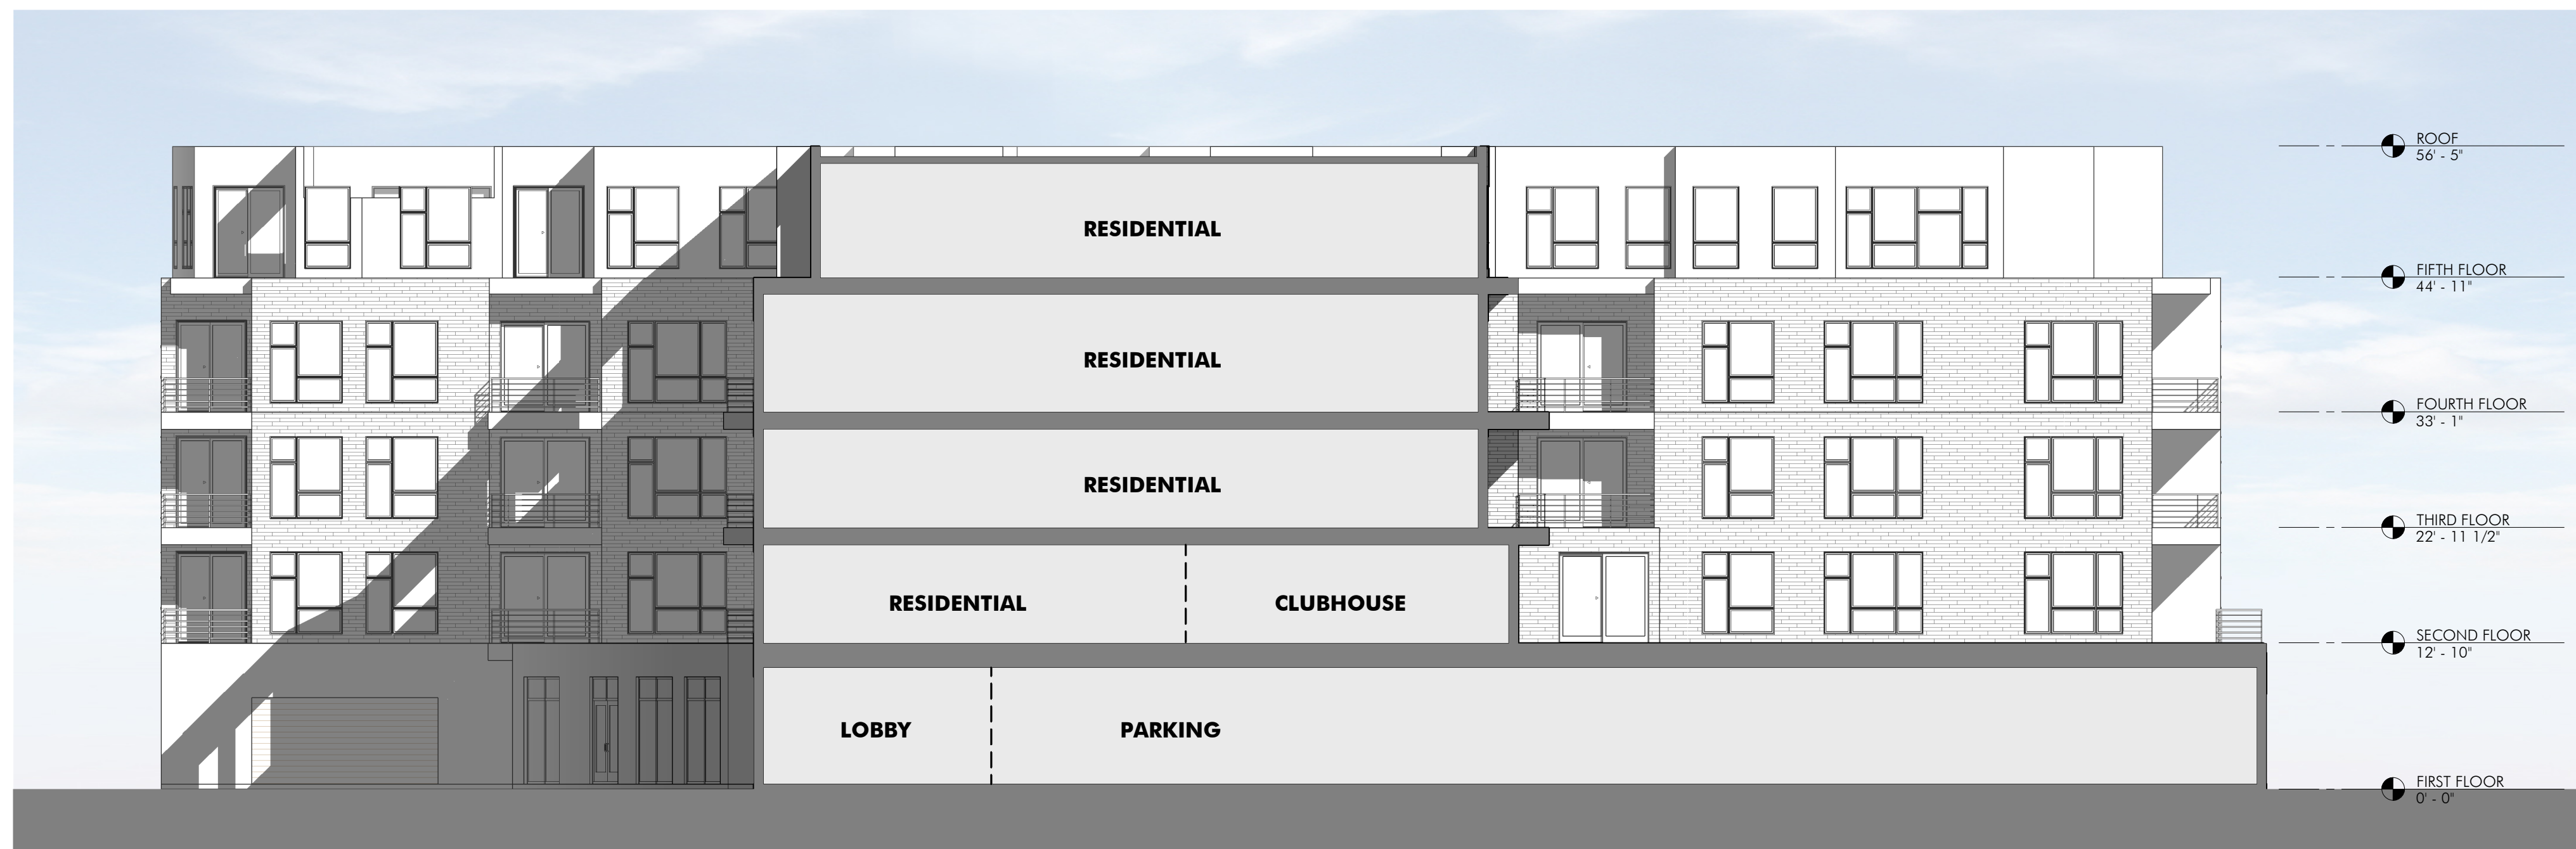 ROOF
56' - 5"
RESIDENTIAL
FIFTH FLOOR
44' - 11"
RESIDENTIAL
FOURTH FLOOR
33' - 1"
RESIDENTIAL
THIRD FLOOR
22' - 11 1/2"
RESIDENTIAL
CLUBHOUSE
SECOND FLOOR
12' - 10"
LOBBY
PARKING
FIRST FLOOR
0' - 0"